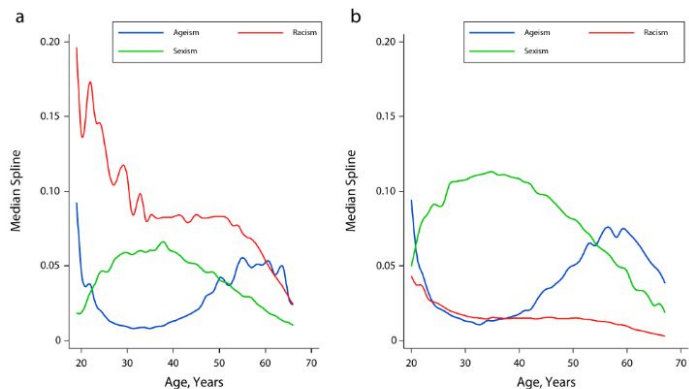 a
Ageism Racism
Sexism
0.20
0.15
0.10
0.05
0
Median Spline
20 30 40 50 60 70
Age, Years
b
Ageism Racism
Sexism
0.20
0.15
0.10
0.05
0
Median Spline
20 30 40 50 60 70
Age, Years